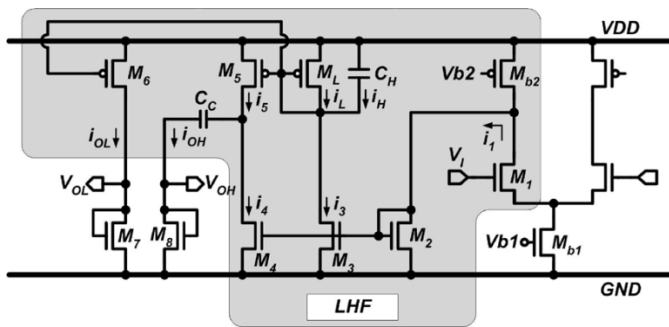 VDD
M6
M5
ML
CH
Vb2
Mb2
CC
i5
iL
iH
i1
iOL
iOH
VI
M1
VOL
VOH
i4
i3
M7
M8
M4
M3
M2
Vb1
Mb1
GND
LHF